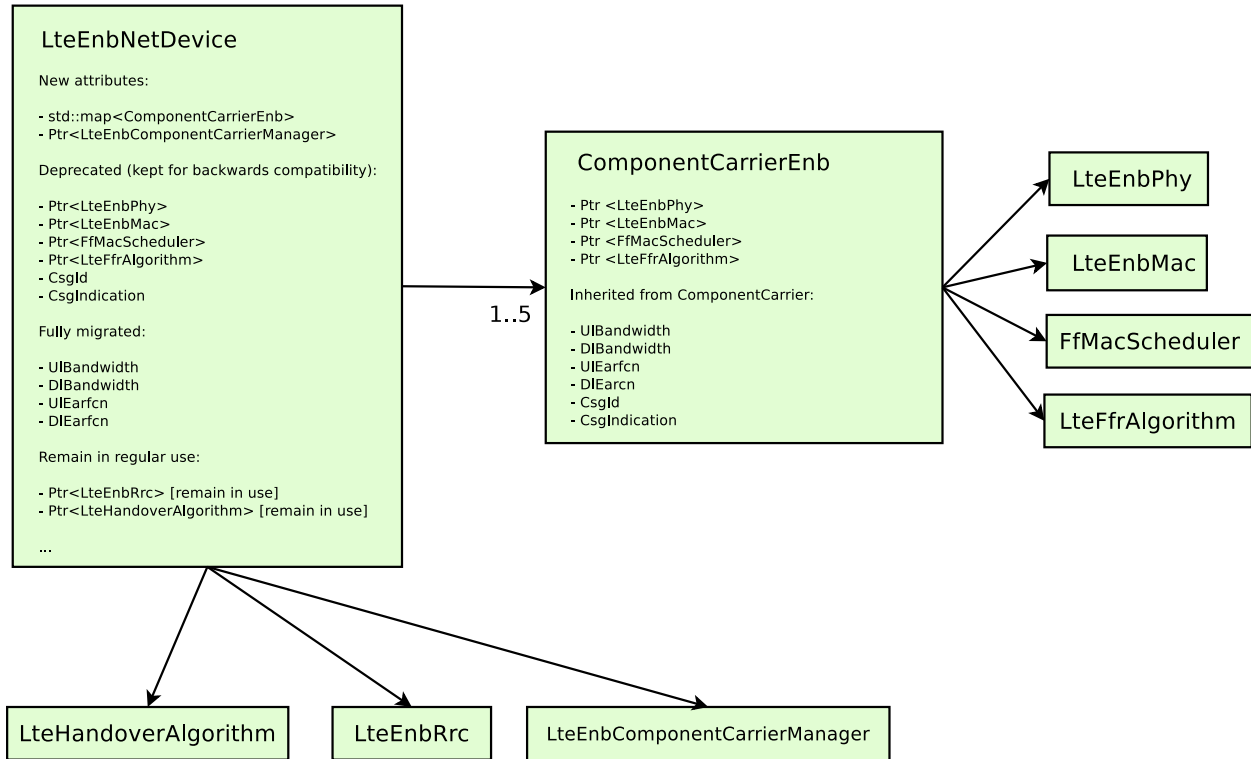 LteEnbNetDevice
New attributes:
- std::map<ComponentCarrierEnb>
- Ptr<LteEnbComponentCarrierManager>
Deprecated (kept for backwards compatibility):
- Ptr<LteEnbPhy>
- Ptr<LteEnbMac>
- Ptr<FfMacScheduler>
- Ptr<LteFfrAlgorithm>
- CsgId
- CsgIndication
Fully migrated:
- UlBandwidth
- DlBandwidth
- UlEarfcn
- DlEarfcn
Remain in regular use:
- Ptr<LteEnbRrc> [remain in use]
- Ptr<LteHandoverAlgorithm> [remain in use]
...
1..5
ComponentCarrierEnb
- Ptr <LteEnbPhy>
- Ptr <LteEnbMac>
- Ptr <FfMacScheduler>
- Ptr <LteFfrAlgorithm>
Inherited from ComponentCarrier:
- UlBandwidth
- DlBandwidth
- UlEarfcn
- DlEarcn
- CsgId
- CsgIndication
LteEnbPhy
LteEnbMac
FfMacScheduler
LteFfrAlgorithm
LteHandoverAlgorithm
LteEnbRrc
LteEnbComponentCarrierManager